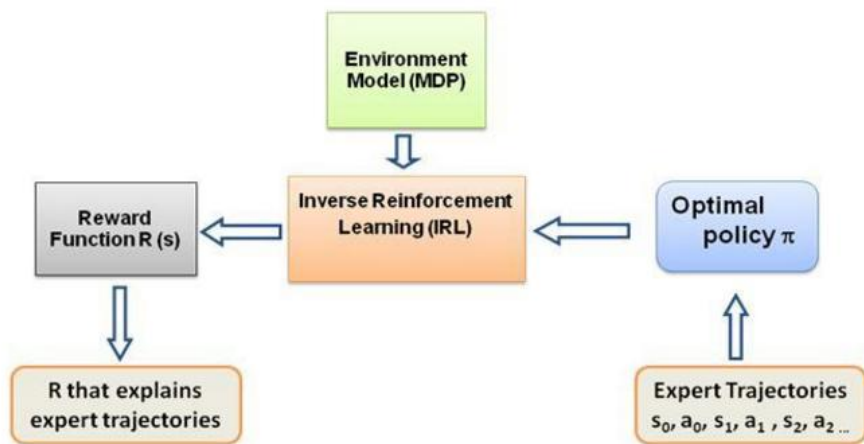 Environment
Model (MDP)
Reward
Function R (s)
Inverse Reinforcement
Learning (IRL)
Optimal
policy π
R that explains
expert trajectories
Expert Trajectories
s₀, a₀, s₁, a₁ , s₂, a₂ ...